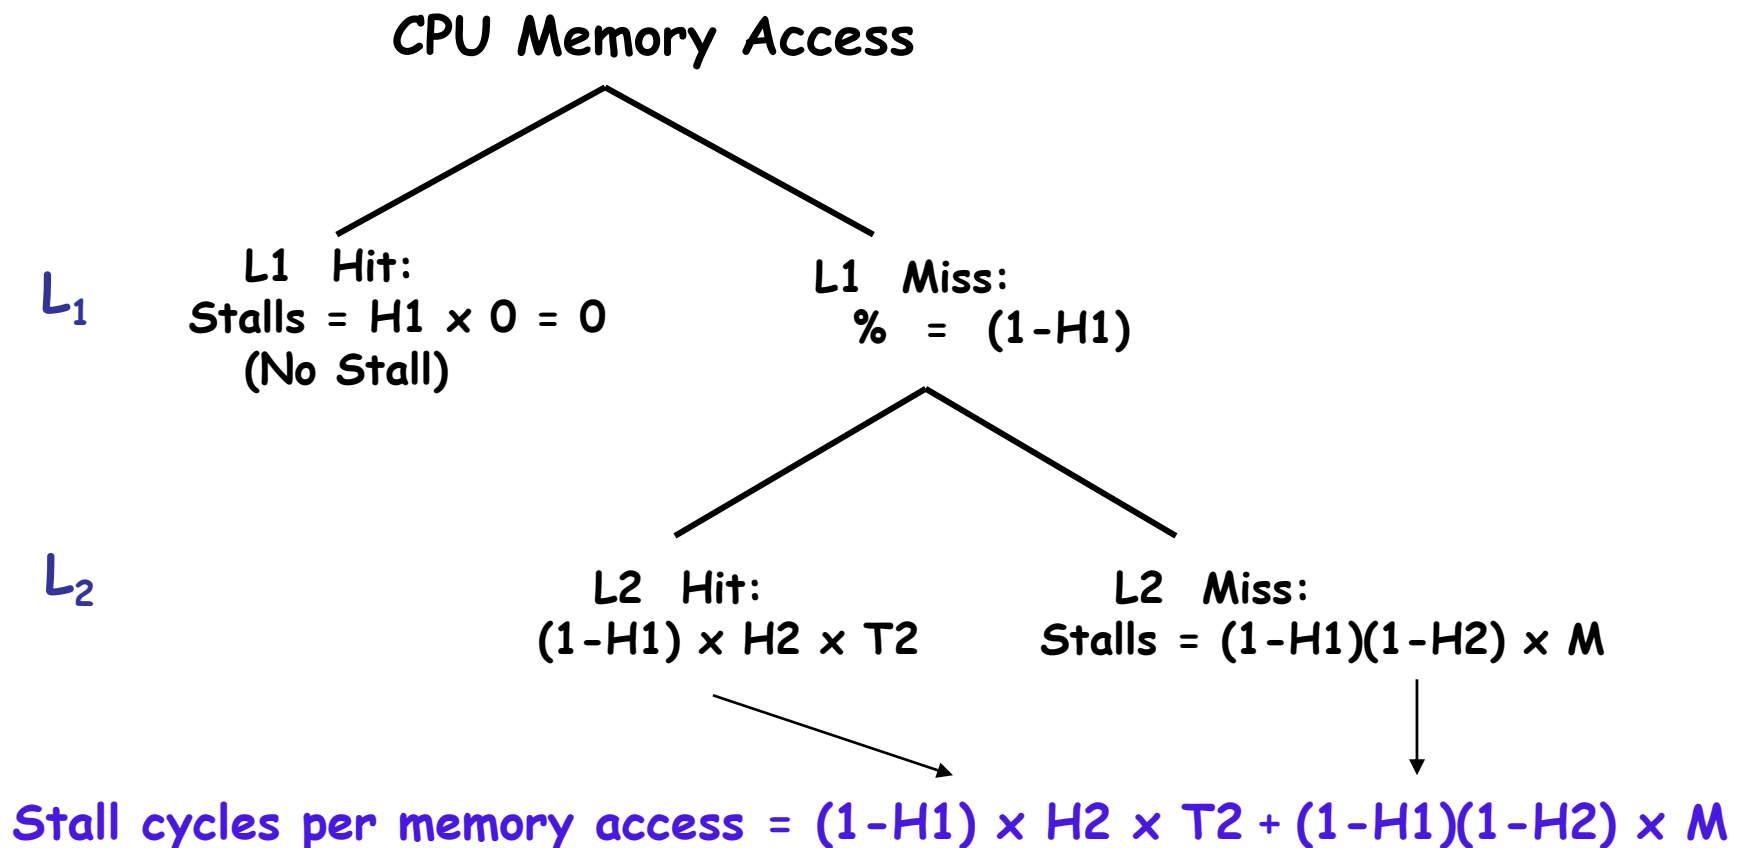 CPU Memory Access
L1 Hit:
Stalls = H1 x 0 = 0
(No Stall)
L1 Miss:
% = (1-H1)
L₁
L2 Hit:
(1-H1) x H2 x T2
L2 Miss:
Stalls = (1-H1)(1-H2) x M
L₂
Stall cycles per memory access = (1-H1) x H2 x T2 + (1-H1)(1-H2) x M